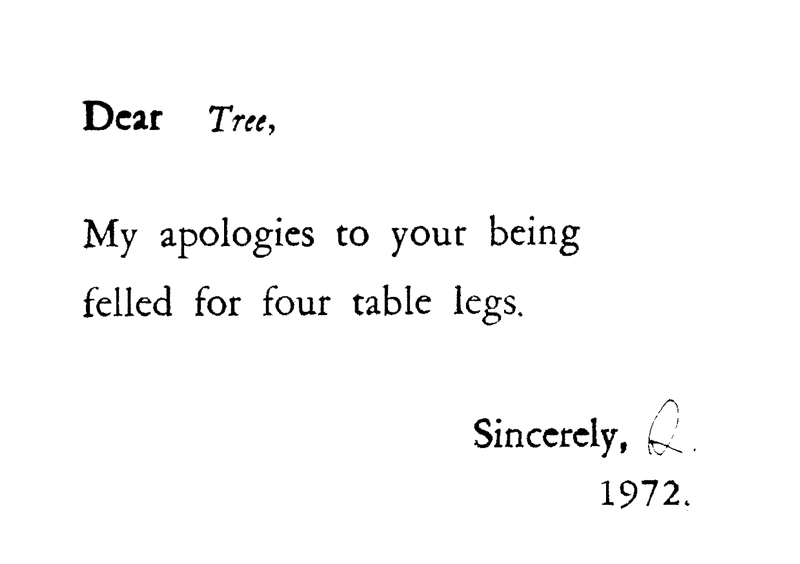 Dear Tree,
My apologies to your being
felled for four table legs.
Sincerely, Q.
1972.